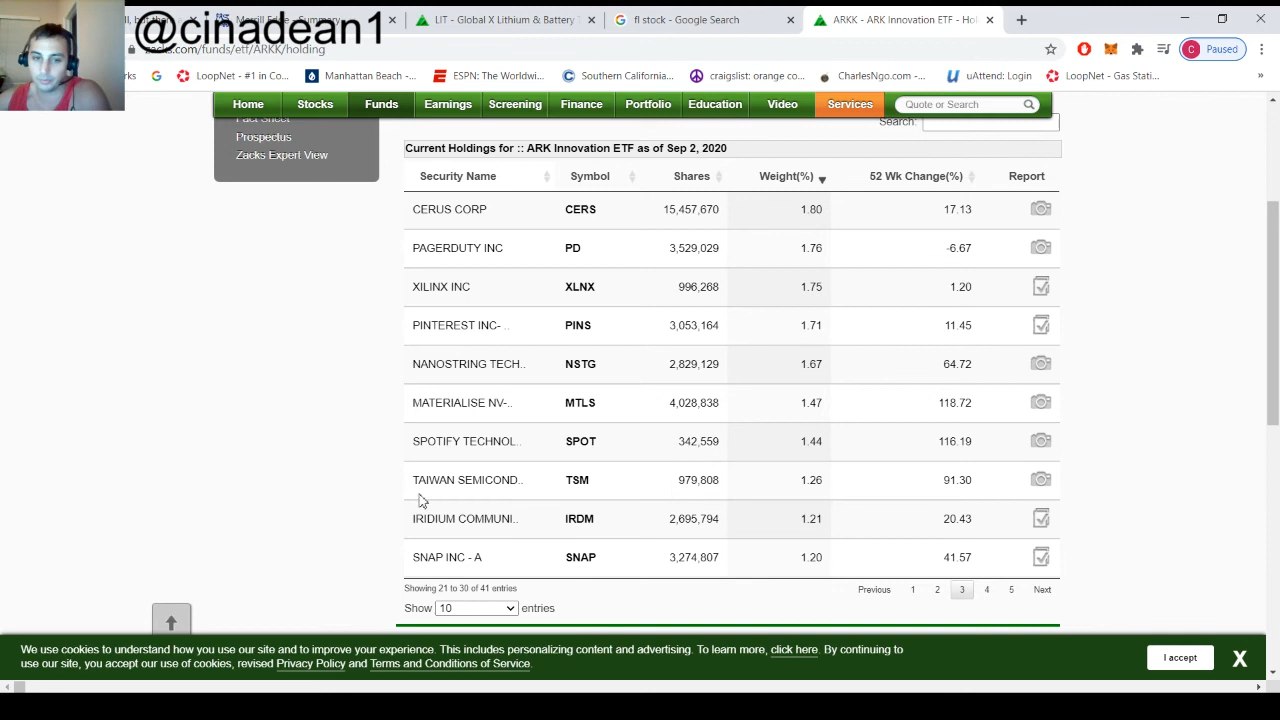 ll, but the
Merrill Edge - Summary
LIT - Global X Lithium & Battery T
fl stock - Google Search
ARKK - ARK Innovation ETF - Hol
@cinadean1
zacks.com/funds/etf/ARKK/holding
C Paused
rks
LoopNet - #1 in Co...
Manhattan Beach -...
ESPN: The Worldwi...
Southern California...
craigslist: orange co...
CharlesNgo.com -...
uAttend: Login
LoopNet - Gas Stati...
Home Stocks Funds Earnings Screening Finance Portfolio Education Video Services Quote or Search
Fact Sheet
Prospectus
Zacks Expert View
Search:
Current Holdings for :: ARK Innovation ETF as of Sep 2, 2020
Security Name Symbol Shares Weight(%) 52 Wk Change(%) Report
CERUS CORP CERS 15,457,670 1.80 17.13
PAGERDUTY INC PD 3,529,029 1.76 -6.67
XILINX INC XLNX 996,268 1.75 1.20
PINTEREST INC- .. PINS 3,053,164 1.71 11.45
NANOSTRING TECH.. NSTG 2,829,129 1.67 64.72
MATERIALISE NV-.. MTLS 4,028,838 1.47 118.72
SPOTIFY TECHNOL.. SPOT 342,559 1.44 116.19
TAIWAN SEMICOND.. TSM 979,808 1.26 91.30
IRIDIUM COMMUNI.. IRDM 2,695,794 1.21 20.43
SNAP INC - A SNAP 3,274,807 1.20 41.57
Showing 21 to 30 of 41 entries
Previous 1 2 3 4 5 Next
Show 10 entries
We use cookies to understand how you use our site and to improve your experience. This includes personalizing content and advertising. To learn more, click here. By continuing to
use our site, you accept our use of cookies, revised Privacy Policy and Terms and Conditions of Service.
I accept
X